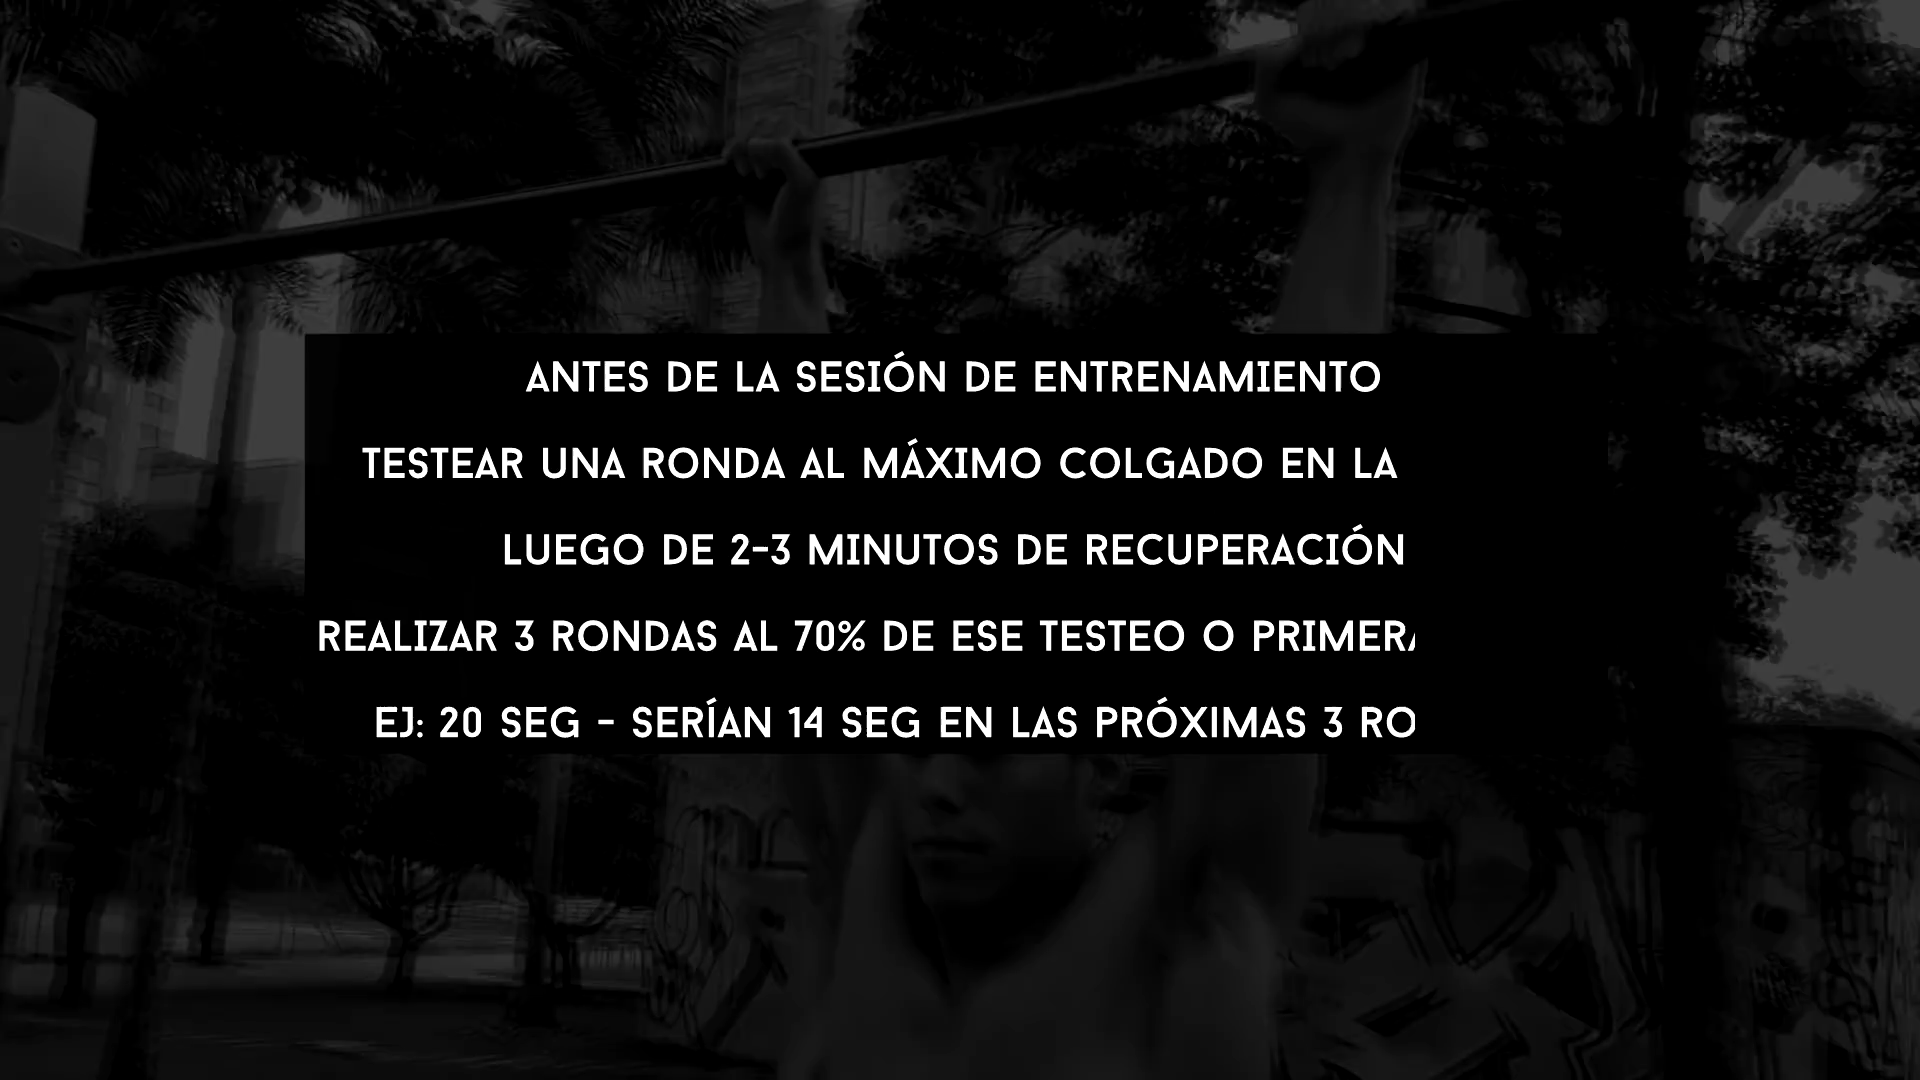 ANTES DE LA SESIÓN DE ENTRENAMIENTO
TESTEAR UNA RONDA AL MÁXIMO COLGADO EN LA
LUEGO DE 2-3 MINUTOS DE RECUPERACIÓN
REALIZAR 3 RONDAS AL 70% DE ESE TESTEO O PRIMERA
EJ: 20 SEG - SERÍAN 14 SEG EN LAS PRÓXIMAS 3 RO